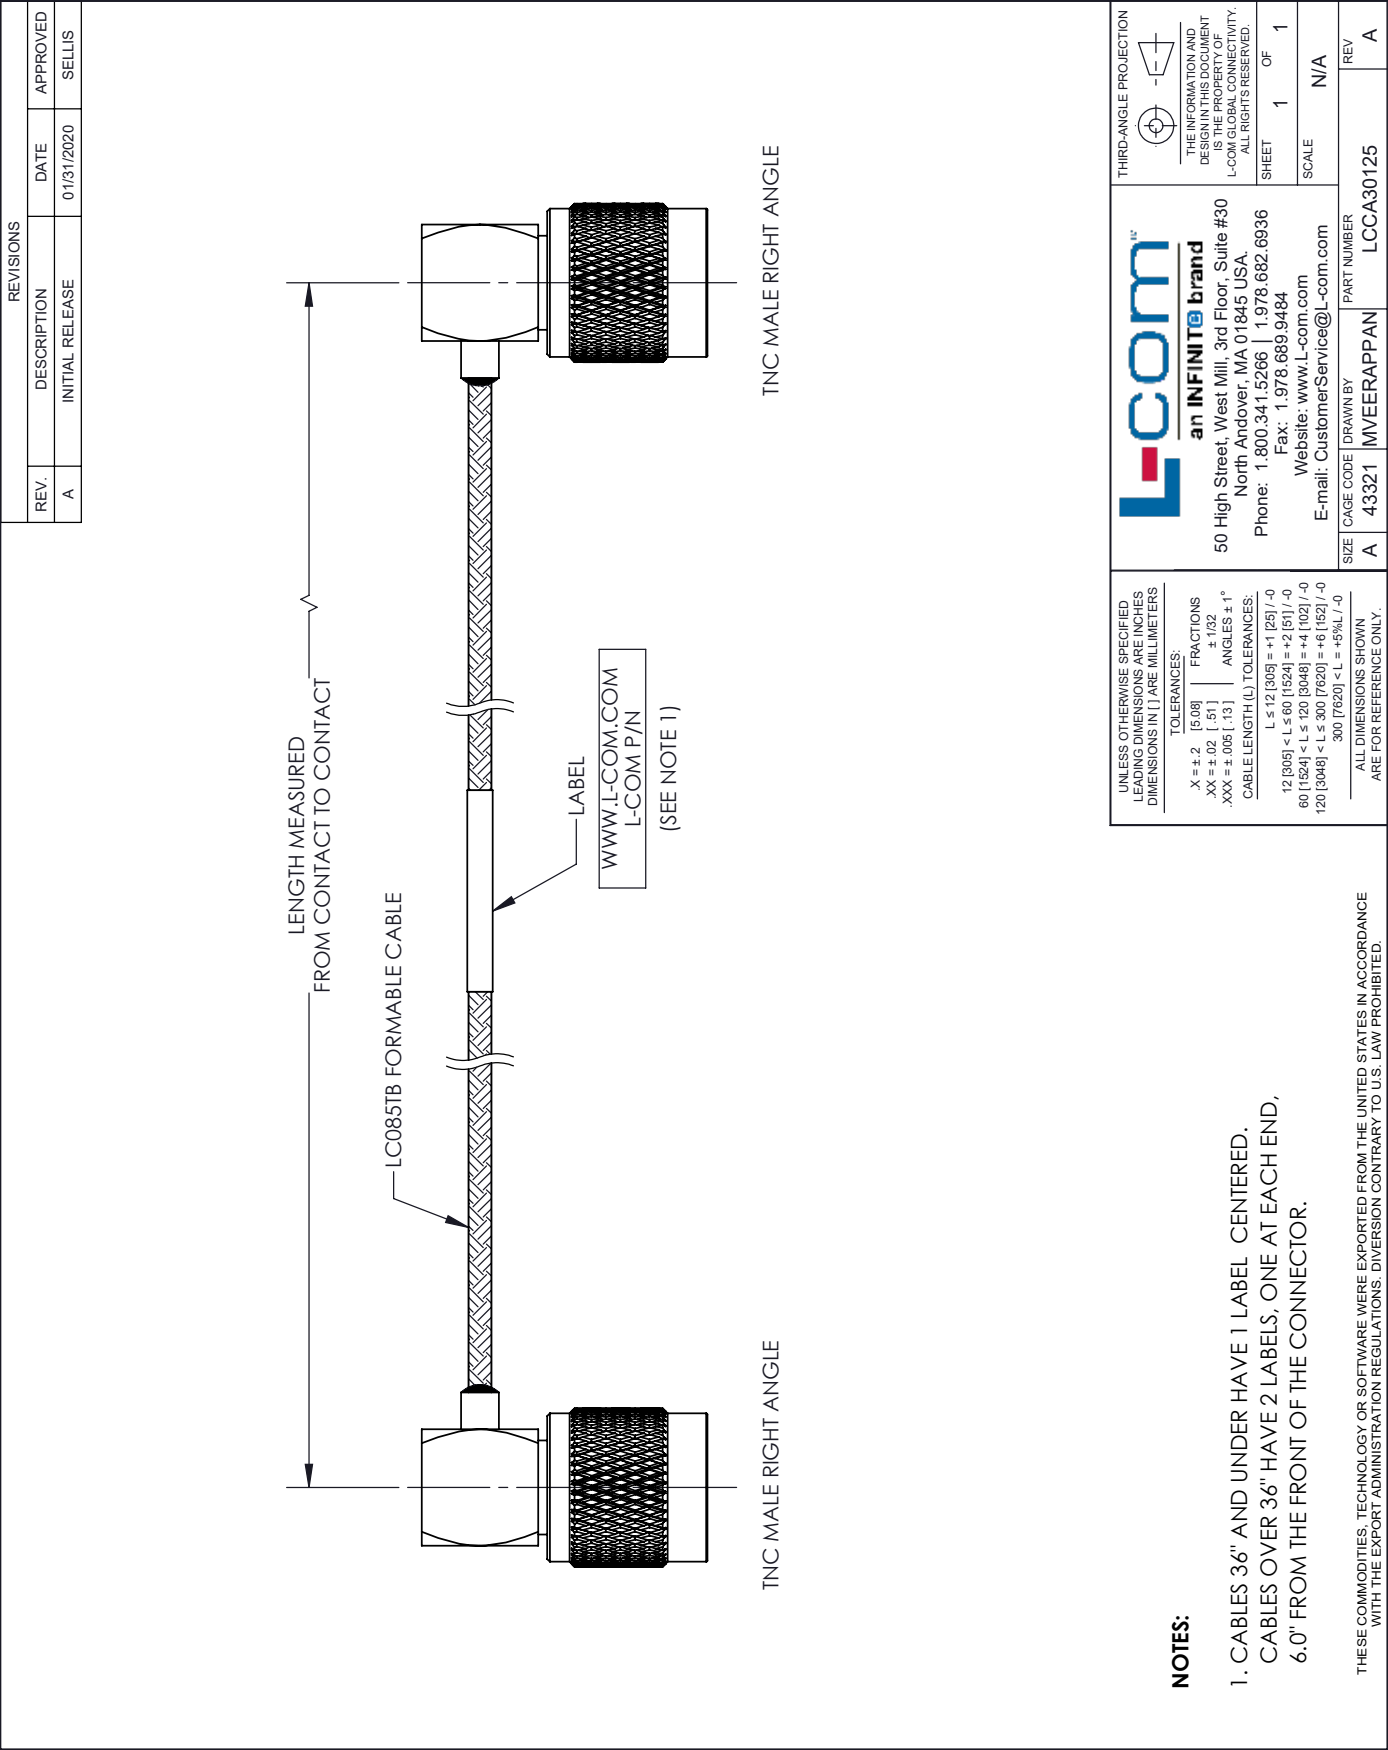 REVISIONS
REV. DESCRIPTION DATE APPROVED
A INITIAL RELEASE 01/31/2020 SELLIS
LENGTH MEASURED
FROM CONTACT TO CONTACT
LC085TB FORMABLE CABLE
LABEL
WWW.L-COM.COM
L-COM P/N
(SEE NOTE 1)
TNC MALE RIGHT ANGLE
TNC MALE RIGHT ANGLE
NOTES:
1. CABLES 36" AND UNDER HAVE 1 LABEL CENTERED.
CABLES OVER 36" HAVE 2 LABELS, ONE AT EACH END,
6.0" FROM THE FRONT OF THE CONNECTOR.
THESE COMMODITIES, TECHNOLOGY OR SOFTWARE WERE EXPORTED FROM THE UNITED STATES IN ACCORDANCE
WITH THE EXPORT ADMINISTRATION REGULATIONS. DIVERSION CONTRARY TO U.S. LAW PROHIBITED.
UNLESS OTHERWISE SPECIFIED
LEADING DIMENSIONS ARE INCHES
DIMENSIONS IN [ ] ARE MILLIMETERS
TOLERANCES:
.X = ± .2 [5.08] FRACTIONS
.XX = ± .02 [ .51 ] ± 1/32
.XXX = ± .005 [ .13 ] ANGLES ± 1°
CABLE LENGTH (L) TOLERANCES:
L ≤ 12 [305] = +1 [25] / -0
12 [305] < L ≤ 60 [1524] = +2 [51] / -0
60 [1524] < L ≤ 120 [3048] = +4 [102] / -0
120 [3048] < L ≤ 300 [7620] = +6 [152] / -0
300 [7620] < L = +5%L / -0
ALL DIMENSIONS SHOWN
ARE FOR REFERENCE ONLY.
L-com
an INFINITe brand
50 High Street, West Mill, 3rd Floor, Suite #30
North Andover, MA 01845 USA.
Phone: 1.800.341.5266 | 1.978.682.6936
Fax: 1.978.689.9484
Website: www.L-com.com
E-mail: CustomerService@L-com.com
THIRD-ANGLE PROJECTION
THE INFORMATION AND
DESIGN IN THIS DOCUMENT
IS THE PROPERTY OF
L-COM GLOBAL CONNECTIVITY.
ALL RIGHTS RESERVED.
SHEET 1 OF 1
SCALE N/A
SIZE A
CAGE CODE 43321
DRAWN BY MVEERAPPAN
PART NUMBER LCCA30125
REV A